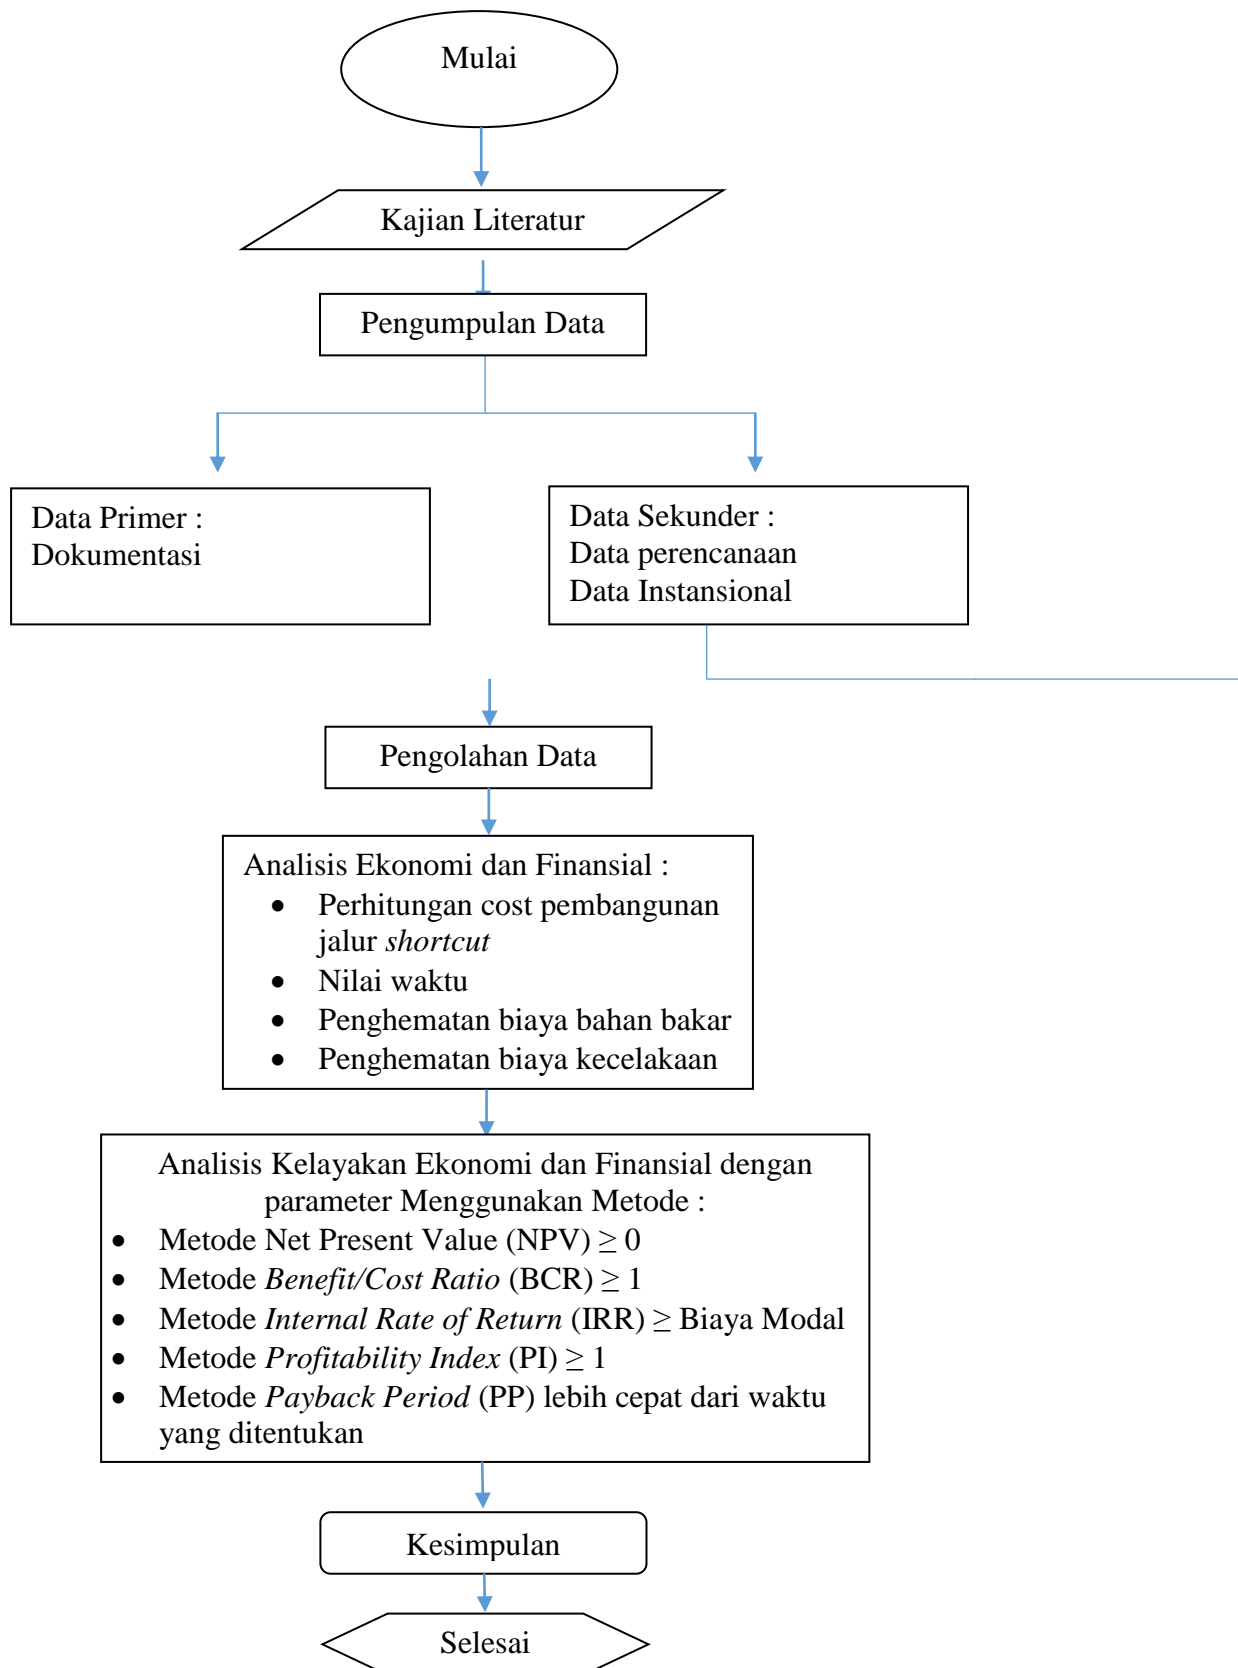 Mulai
Kajian Literatur
Pengumpulan Data
Data Primer :
Dokumentasi
Data Sekunder :
Data perencanaan
Data Instansional
Pengolahan Data
Analisis Ekonomi dan Finansial :
• Perhitungan cost pembangunan
jalur shortcut
• Nilai waktu
• Penghematan biaya bahan bakar
• Penghematan biaya kecelakaan
Analisis Kelayakan Ekonomi dan Finansial dengan
parameter Menggunakan Metode :
• Metode Net Present Value (NPV) ≥ 0
• Metode Benefit/Cost Ratio (BCR) ≥ 1
• Metode Internal Rate of Return (IRR) ≥ Biaya Modal
• Metode Profitability Index (PI) ≥ 1
• Metode Payback Period (PP) lebih cepat dari waktu
yang ditentukan
Kesimpulan
Selesai